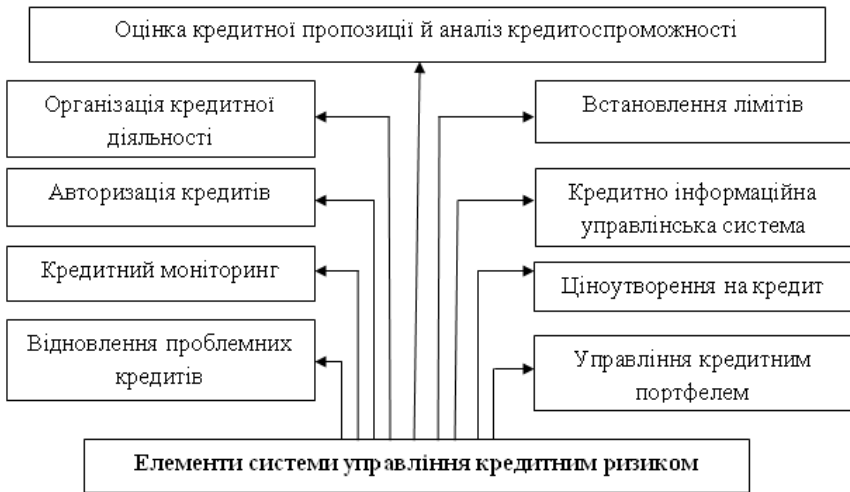 Оцінка кредитної пропозиції й аналіз кредитоспроможності
Організація кредитної
діяльності
Авторизація кредитів
Кредитний моніторинг
Відновлення проблемних
кредитів
Встановлення лімітів
Кредитно інформаційна
управлінська система
Ціноутворення на кредит
Управління кредитним
портфелем
Елементи системи управління кредитним ризиком